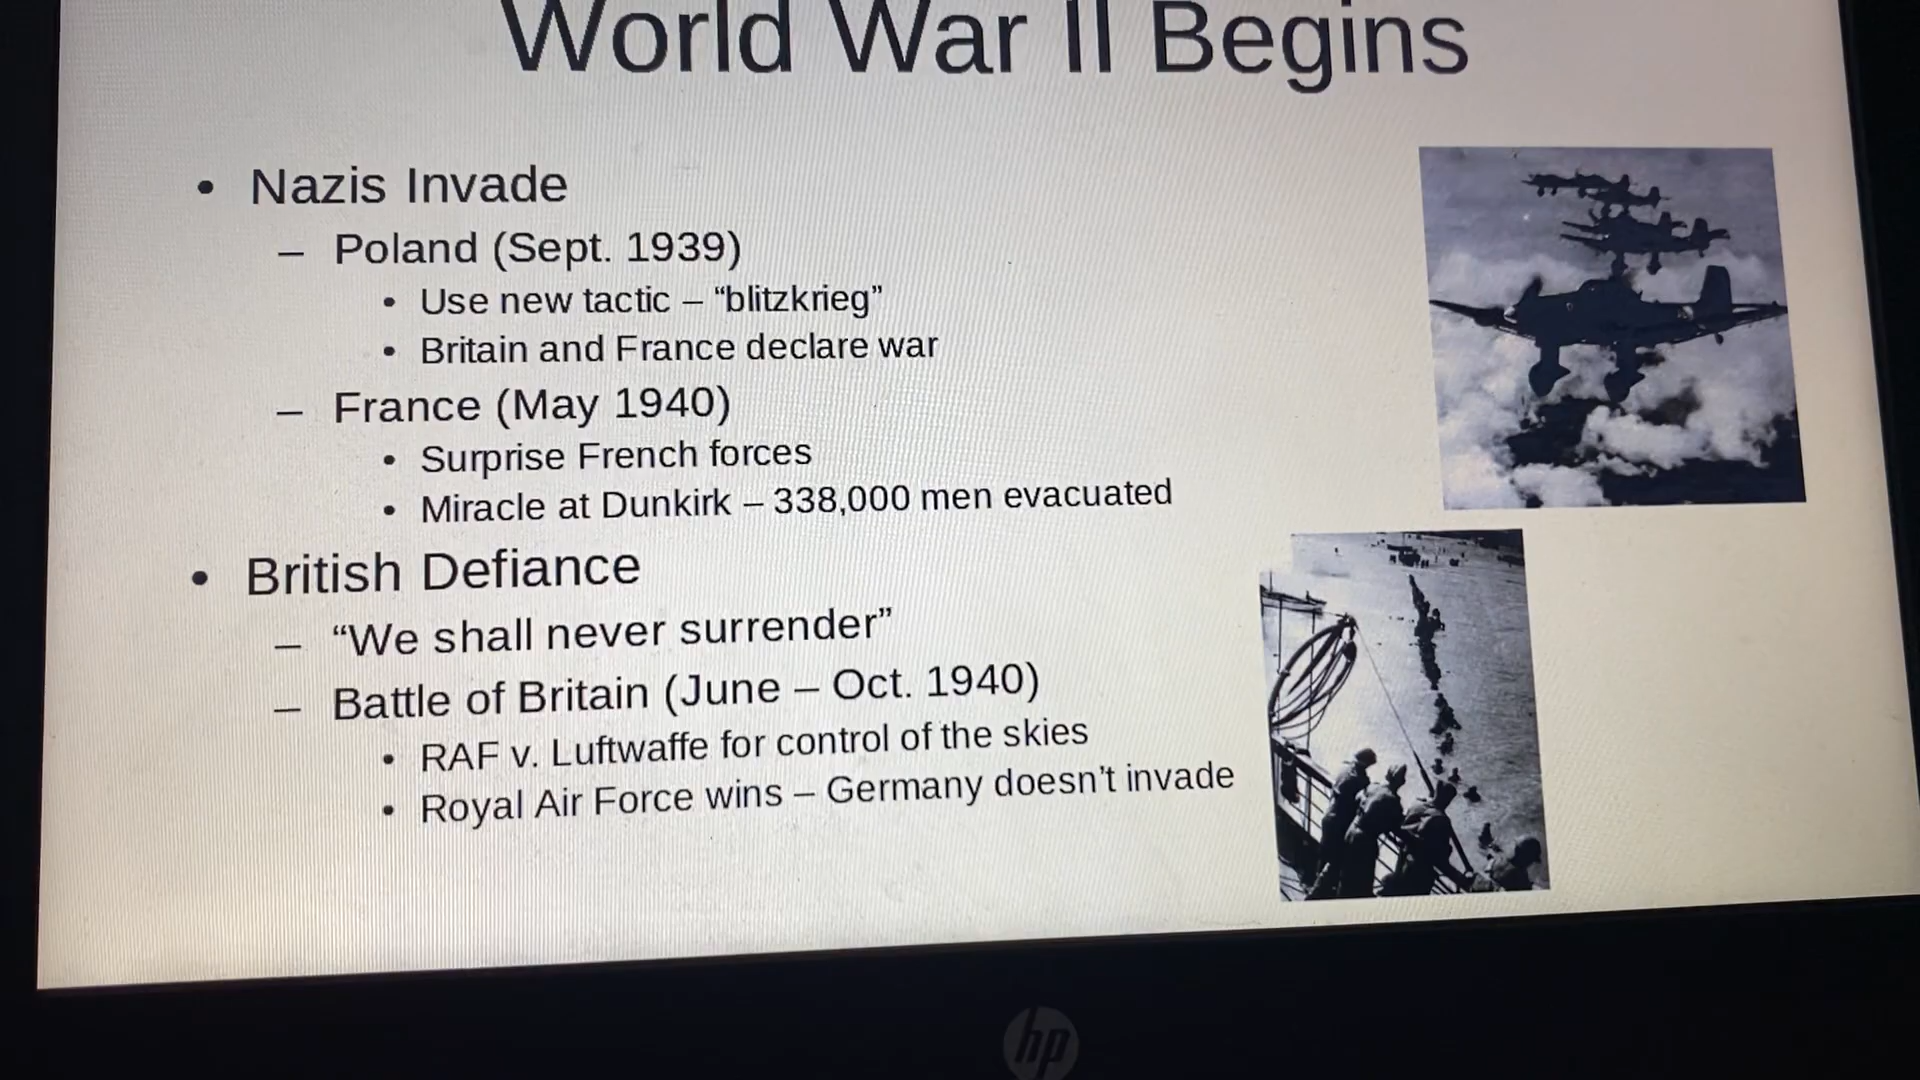 World War II Begins
• Nazis Invade
– Poland (Sept. 1939)
• Use new tactic – “blitzkrieg”
• Britain and France declare war
– France (May 1940)
• Surprise French forces
• Miracle at Dunkirk – 338,000 men evacuated
• British Defiance
– “We shall never surrender”
– Battle of Britain (June – Oct. 1940)
• RAF v. Luftwaffe for control of the skies
• Royal Air Force wins – Germany doesn’t invade
hp